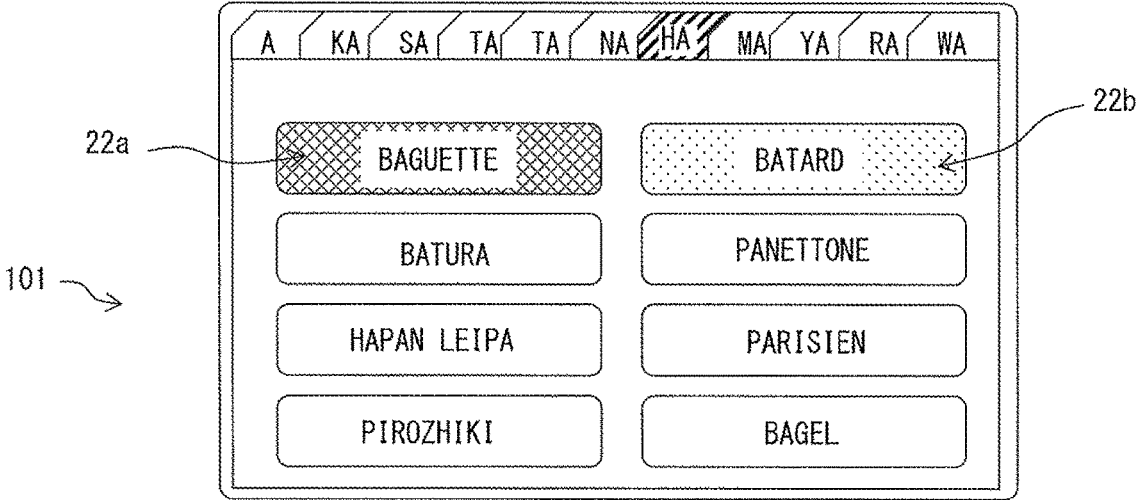 A KA SA TA TA NA HA MA YA RA WA
22a BAGUETTE BATARD 22b
BATURA PANETTONE
101 HAPAN LEIPA PARISIEN
PIROZHIKI BAGEL